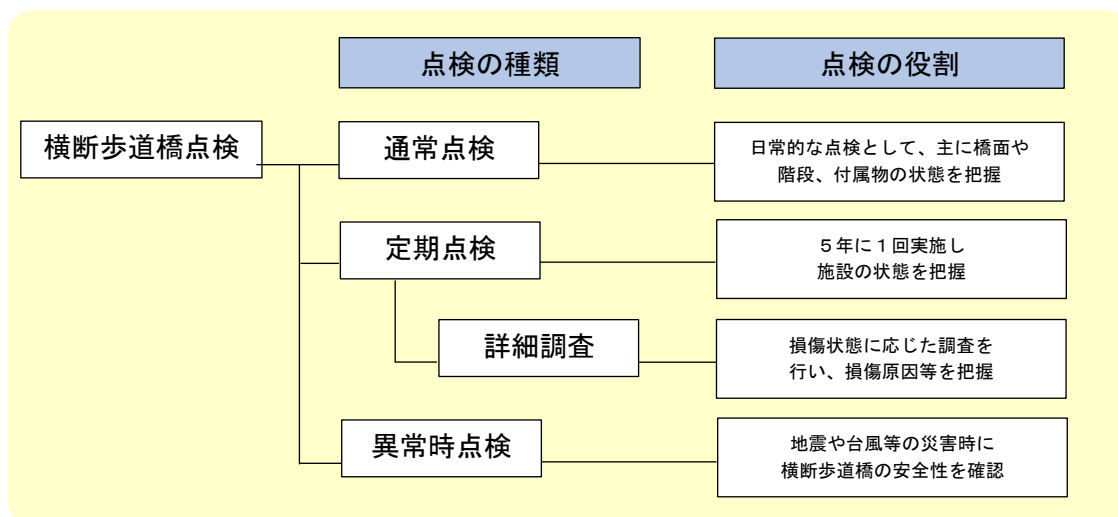 点検の種類
点検の役割
横断歩道橋点検
通常点検
日常的な点検として、主に橋面や
階段、付属物の状態を把握
定期点検
５年に１回実施し
施設の状態を把握
詳細調査
損傷状態に応じた調査を
行い、損傷原因等を把握
異常時点検
地震や台風等の災害時に
横断歩道橋の安全性を確認